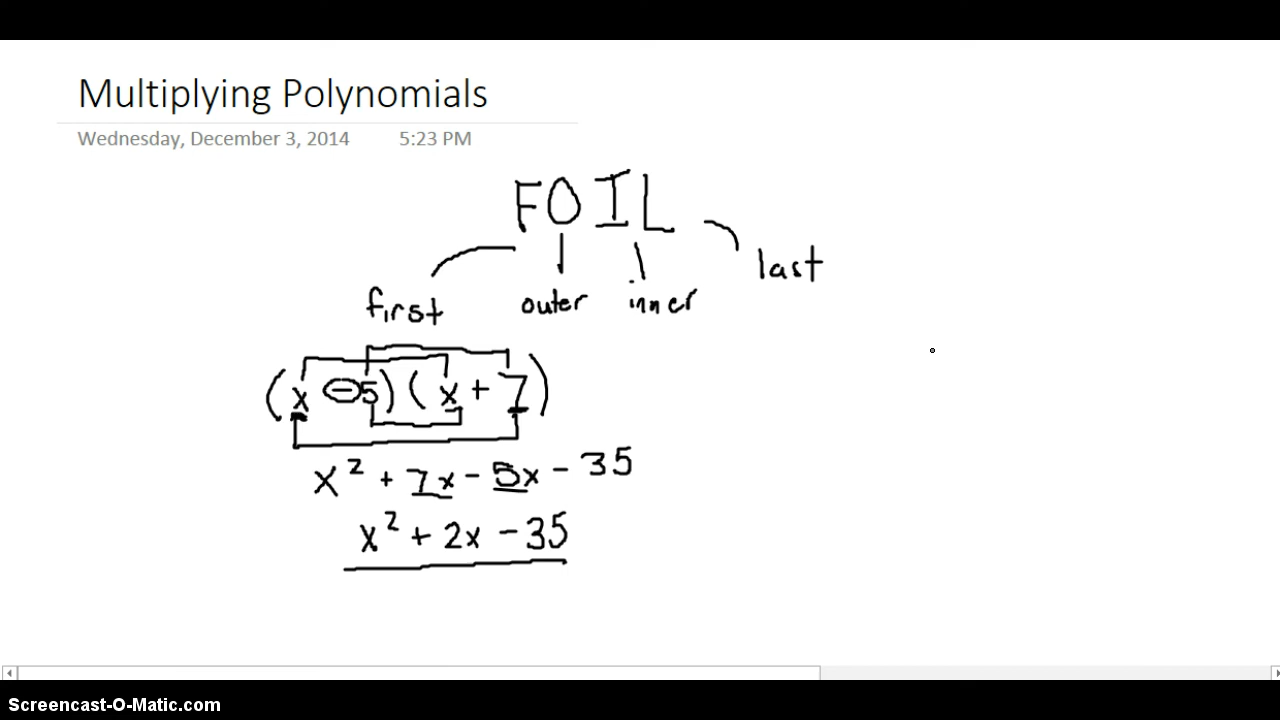 Multiplying Polynomials
Wednesday, December 3, 2014 5:23 PM
FOIL
first outer inner last
(x - 5)(x + 7)
x² + 7x - 5x - 35
x² + 2x - 35
Screencast-O-Matic.com